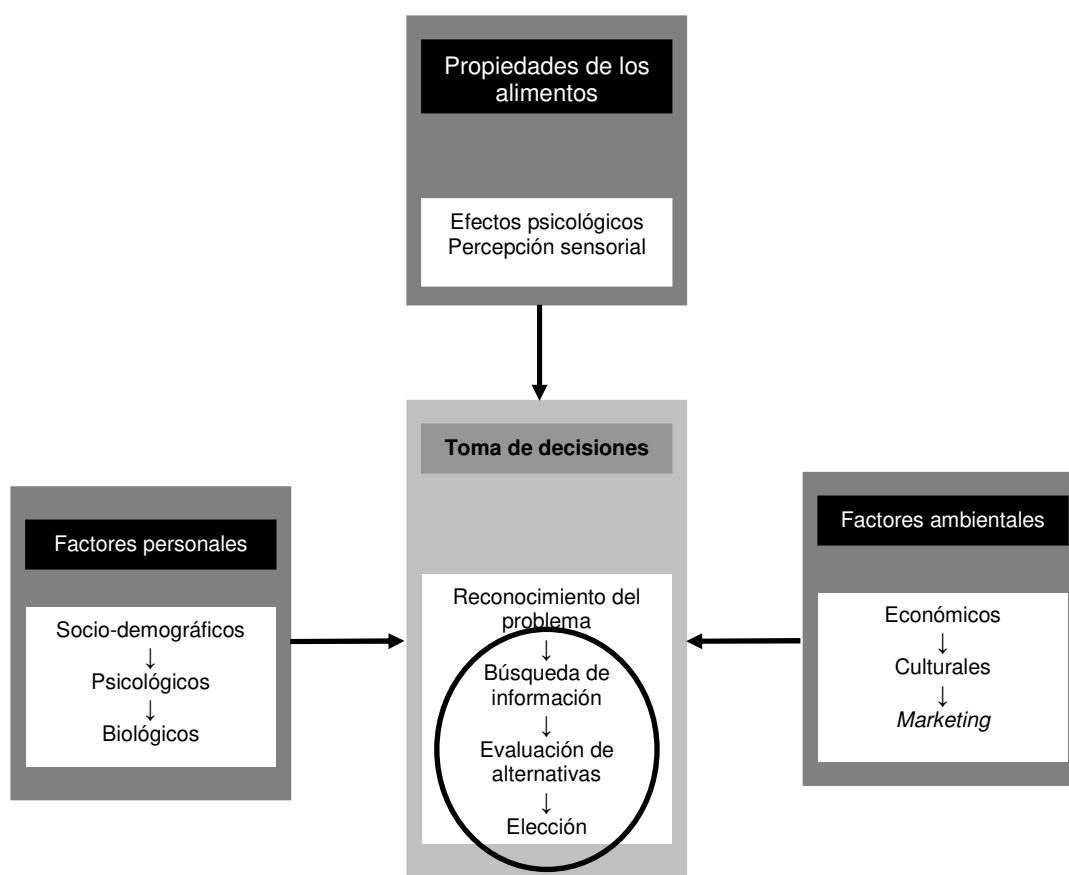 Propiedades de los
alimentos
Efectos psicológicos
Percepción sensorial
Toma de decisiones
Reconocimiento del
problema
↓
Búsqueda de
información
↓
Evaluación de
alternativas
↓
Elección
Factores personales
Socio-demográficos
↓
Psicológicos
↓
Biológicos
Factores ambientales
Económicos
↓
Culturales
↓
Marketing